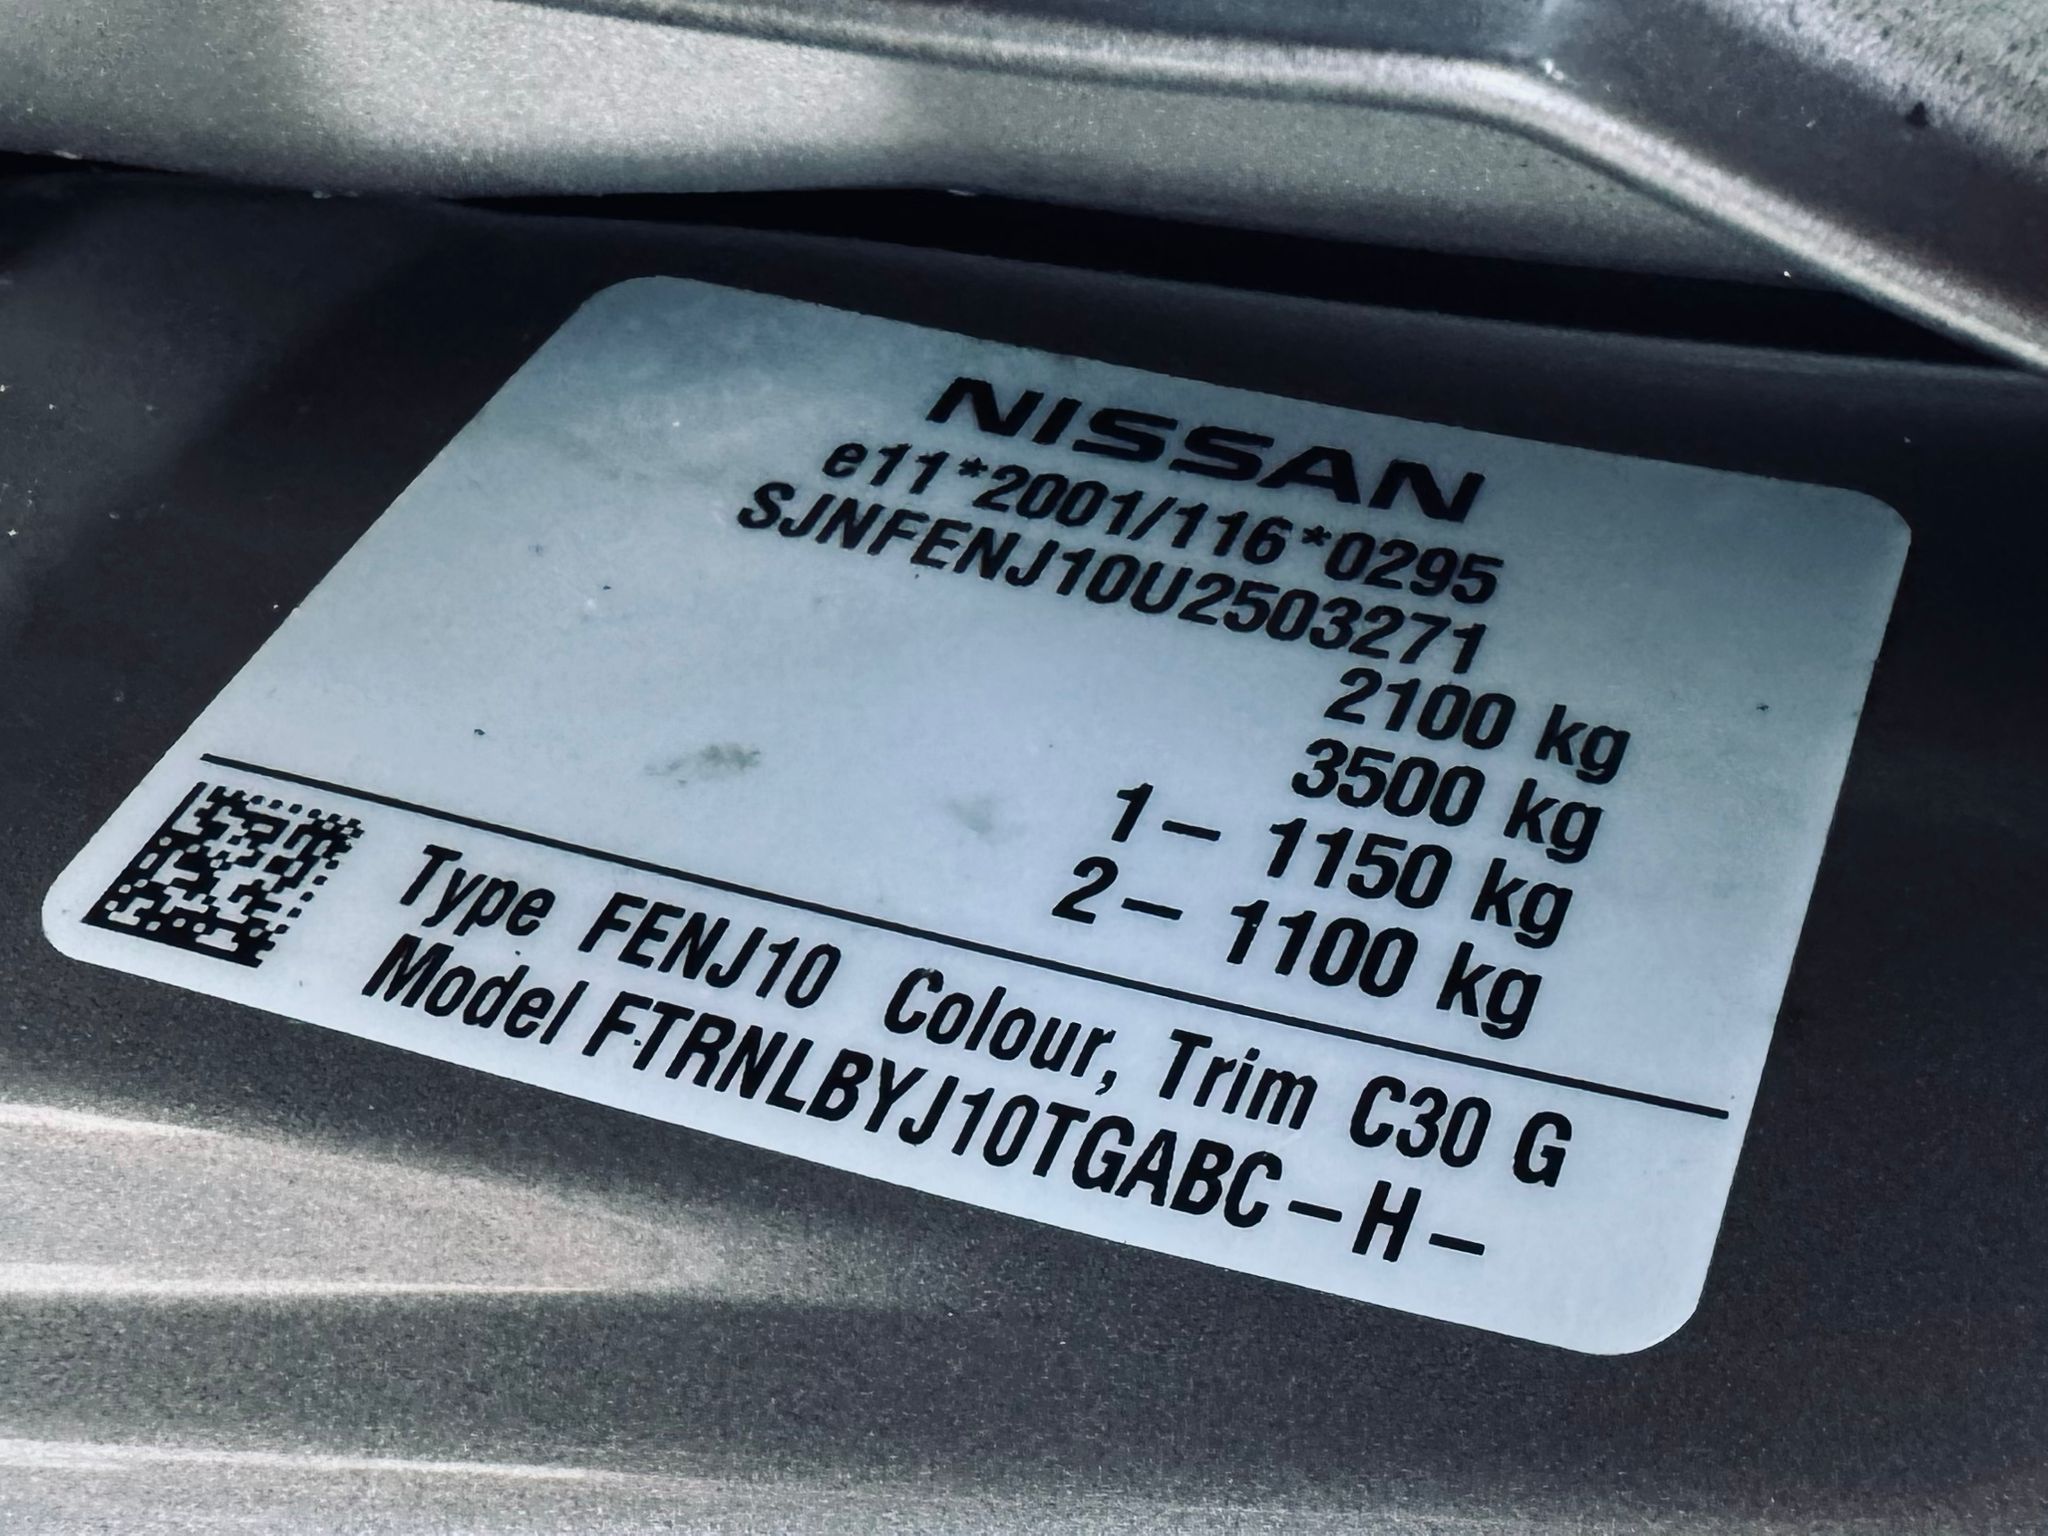 NISSAN
e11*2001/116*0295
SJNFENJ10U2503271
2100 kg
3500 kg
1– 1150 kg
2– 1100 kg
Type FENJ10 Colour, Trim C30 G
Model FTRNLBYJ10TGABC–H–